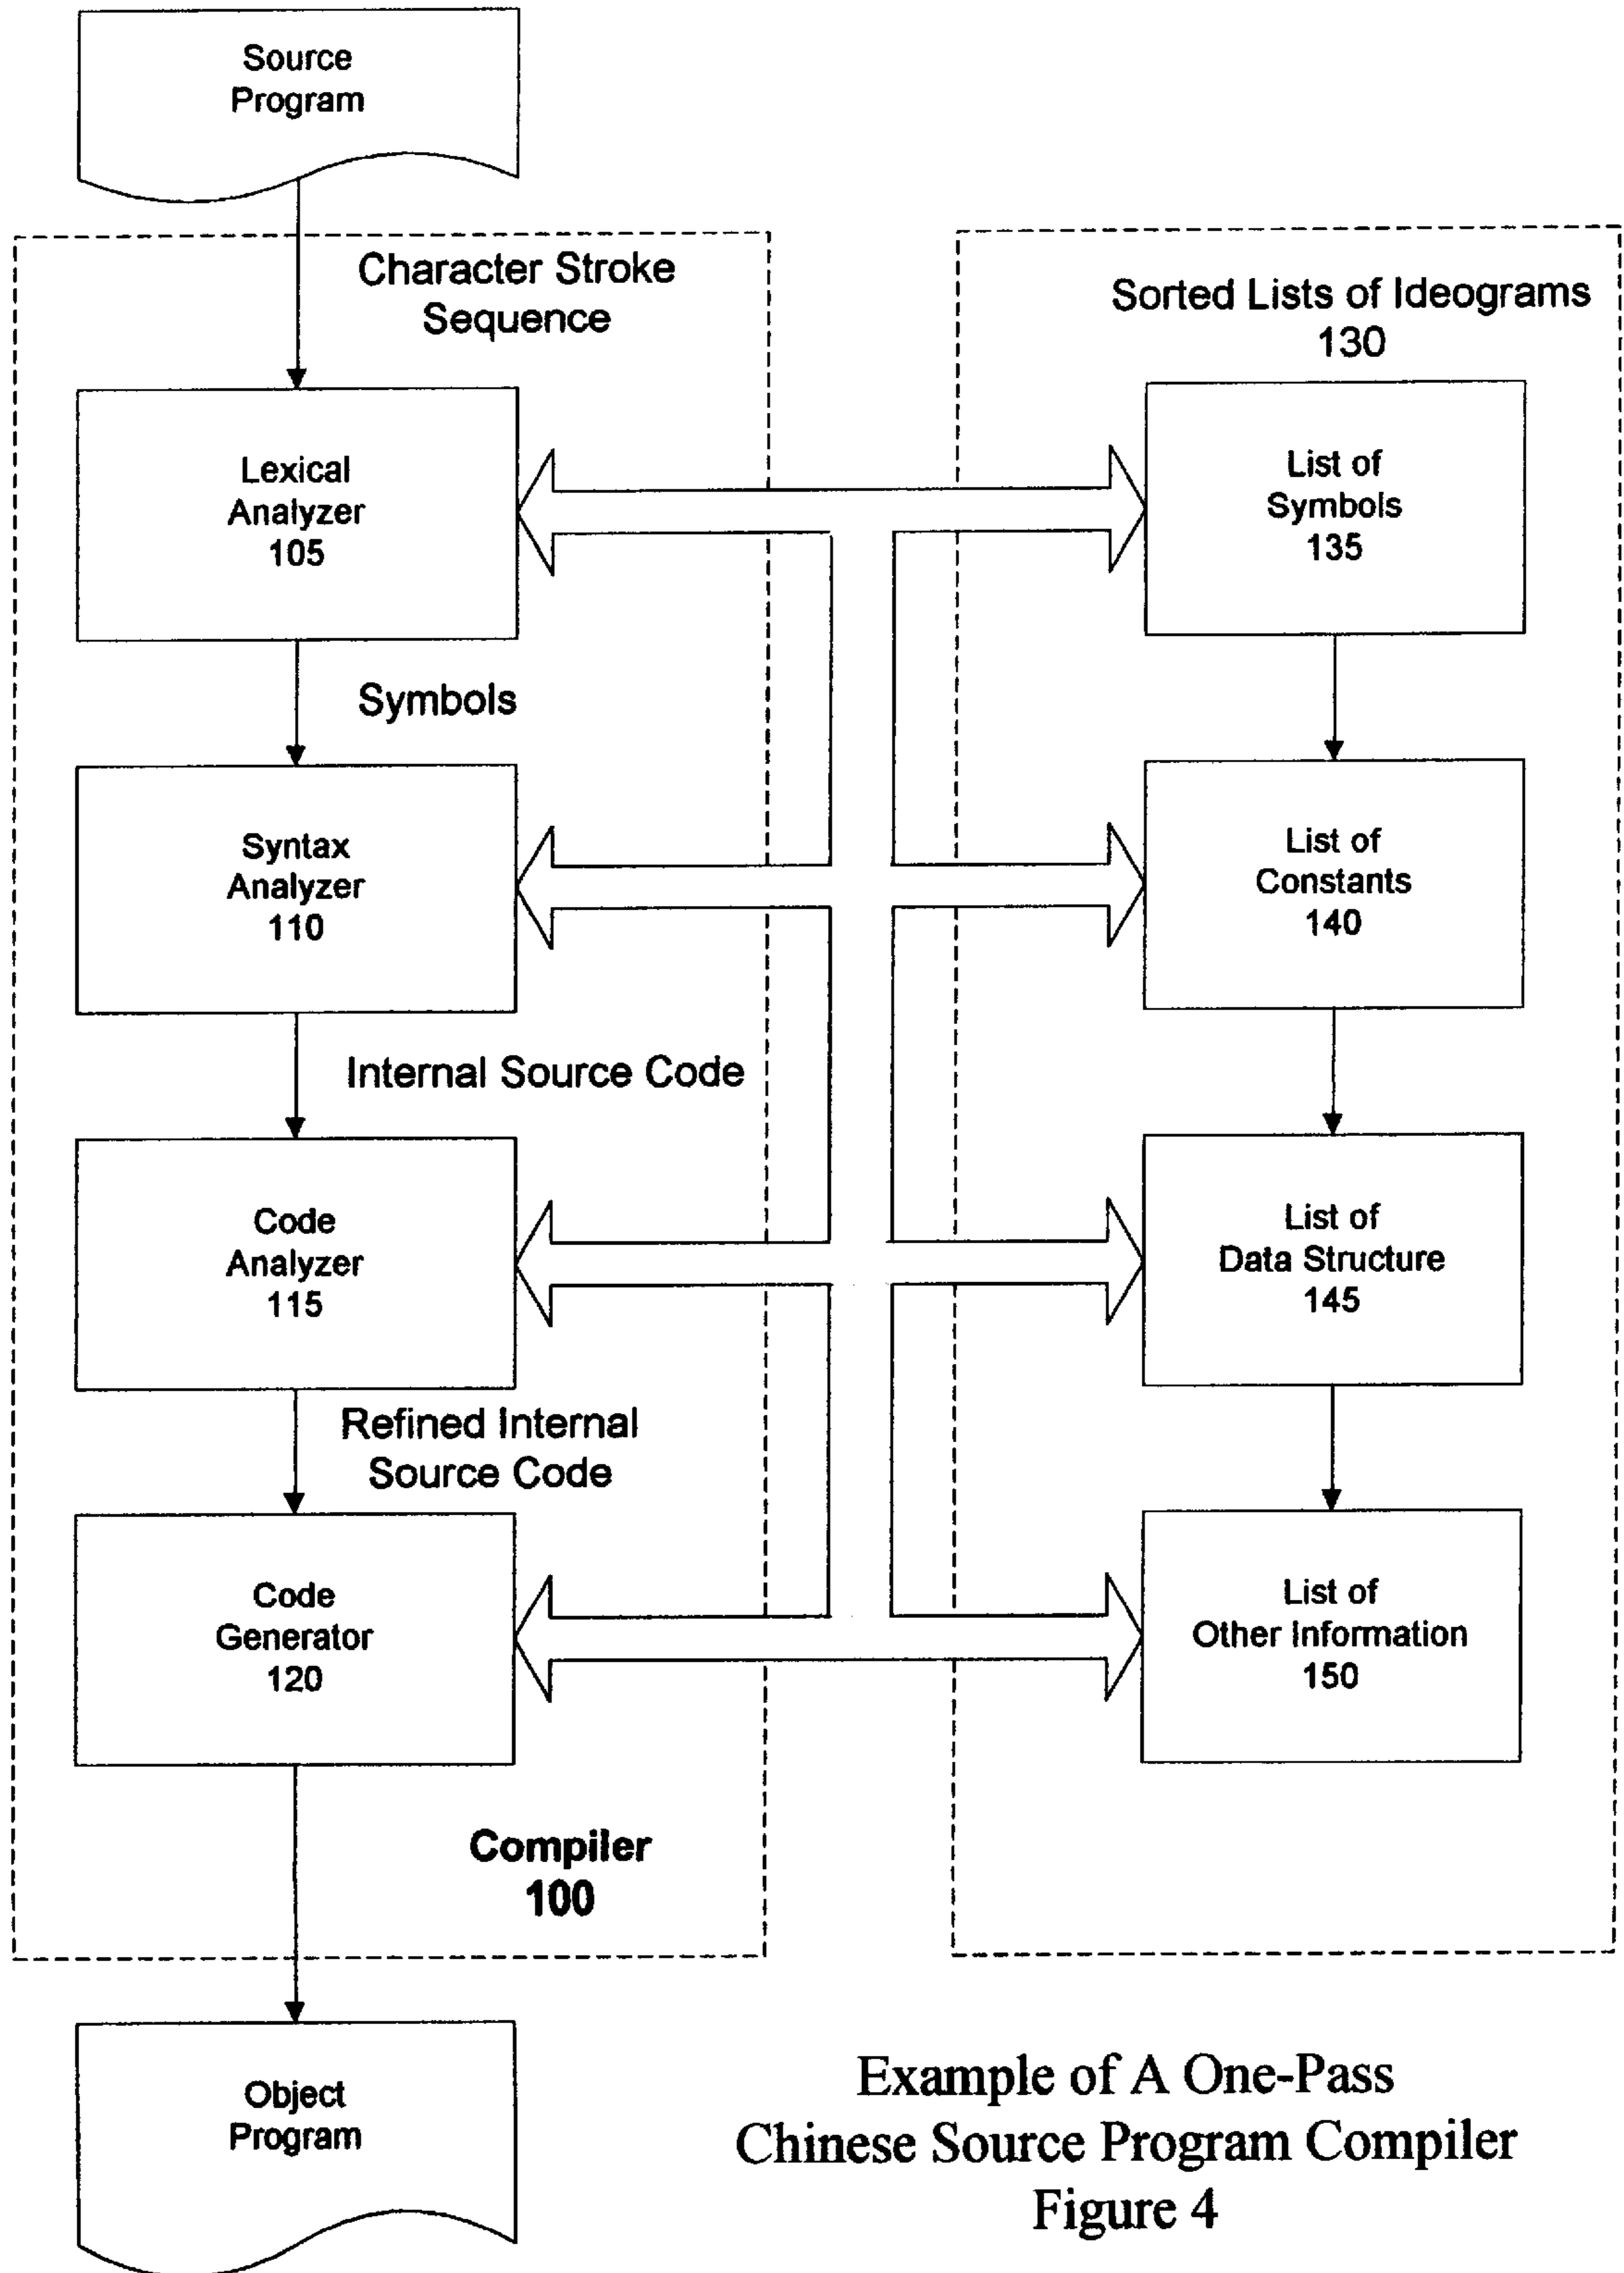 Source
Program
Character Stroke
Sequence
Sorted Lists of Ideograms
130
Lexical
Analyzer
105
List of
Symbols
135
Symbols
Syntax
Analyzer
110
List of
Constants
140
Internal Source Code
Code
Analyzer
115
List of
Data Structure
145
Refined Internal
Source Code
Code
Generator
120
List of
Other Information
150
Compiler
100
Object
Program
Example of A One-Pass
Chinese Source Program Compiler
Figure 4